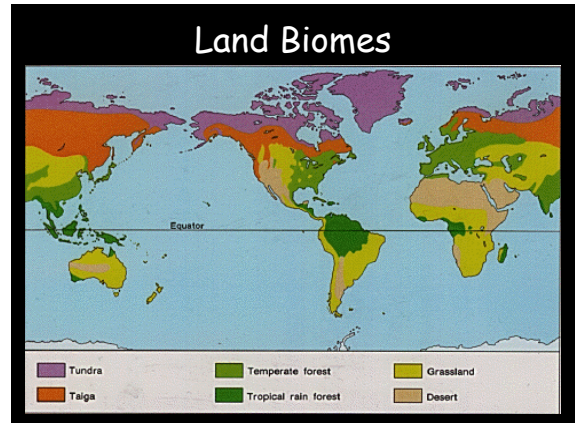 Land Biomes
Equator
Tundra
Temperate forest
Grassland
Taiga
Tropical rain forest
Desert